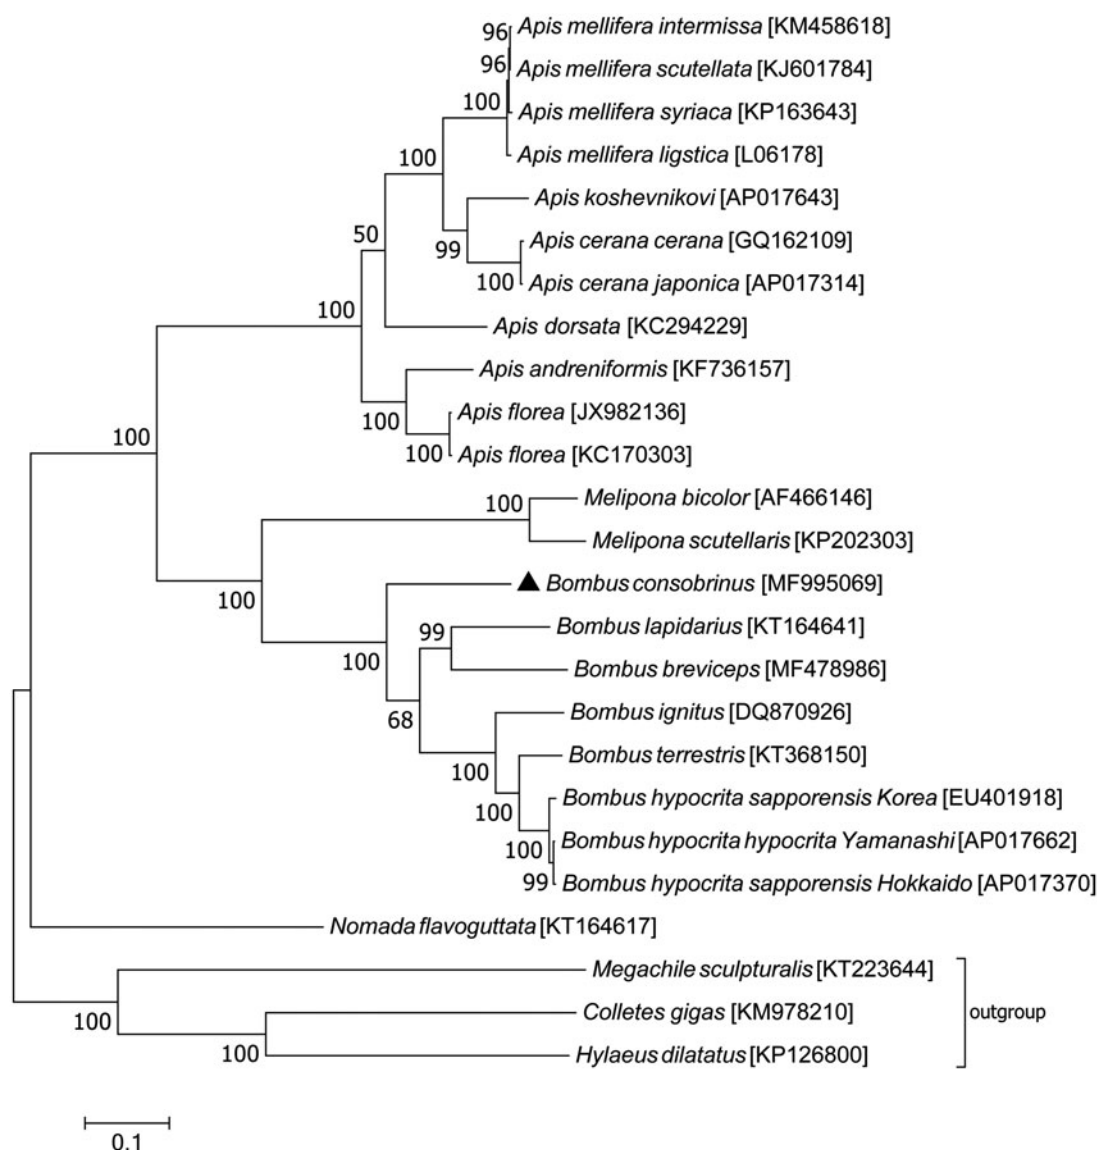 96 Apis mellifera intermissa [KM458618]
96 Apis mellifera scutellata [KJ601784]
100 Apis mellifera syriaca [KP163643]
Apis mellifera ligstica [L06178]
100
Apis koshevnikovi [AP017643]
50 99 Apis cerana cerana [GQ162109]
100 Apis cerana japonica [AP017314]
100
Apis dorsata [KC294229]
Apis andreniformis [KF736157]
100 Apis florea [JX982136]
100 Apis florea [KC170303]
100
100 Melipona bicolor [AF466146]
Melipona scutellaris [KP202303]
▲ Bombus consobrinus [MF995069]
100
99 Bombus lapidarius [KT164641]
100 Bombus breviceps [MF478986]
68 Bombus ignitus [DQ870926]
100 Bombus terrestris [KT368150]
100 Bombus hypocrita sapporensis Korea [EU401918]
100 Bombus hypocrita hypocrita Yamanashi [AP017662]
99 Bombus hypocrita sapporensis Hokkaido [AP017370]
Nomada flavoguttata [KT164617]
Megachile sculpturalis [KT223644]
100 Colletes gigas [KM978210] outgroup
100 Hylaeus dilatatus [KP126800]
0.1